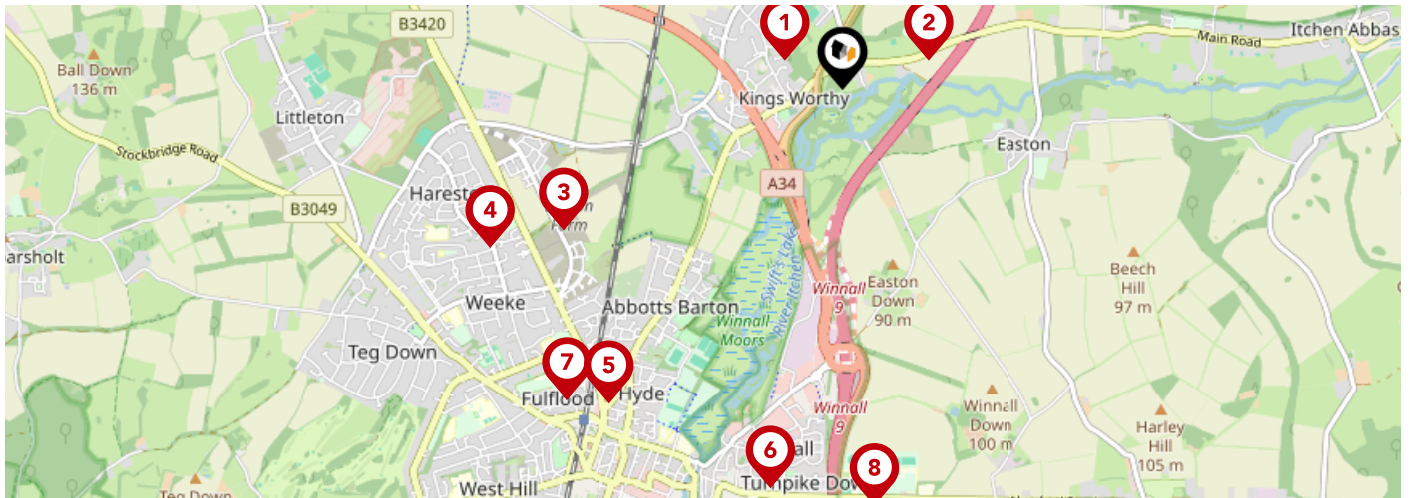 B3420
1
2
Main Road
Itchen Abbas
Ball Down
136 m
Kings Worthy
Littleton
Stockbridge Road
Easton
A34
Harest
3
4
B3049
Farm
arsholt
Swift's Lake
River Itchen
Winnall
9
Easton
Down
90 m
Beech
Hill
97 m
Weeke
Abbotts Barton
Winnall
Moors
Teg Down
7
5
Fulflood
Hyde
Winnall
9
Winnall
Down
100 m
Harley
Hill
105 m
6
all
8
West Hill
Turnpike Dow
Teg Down